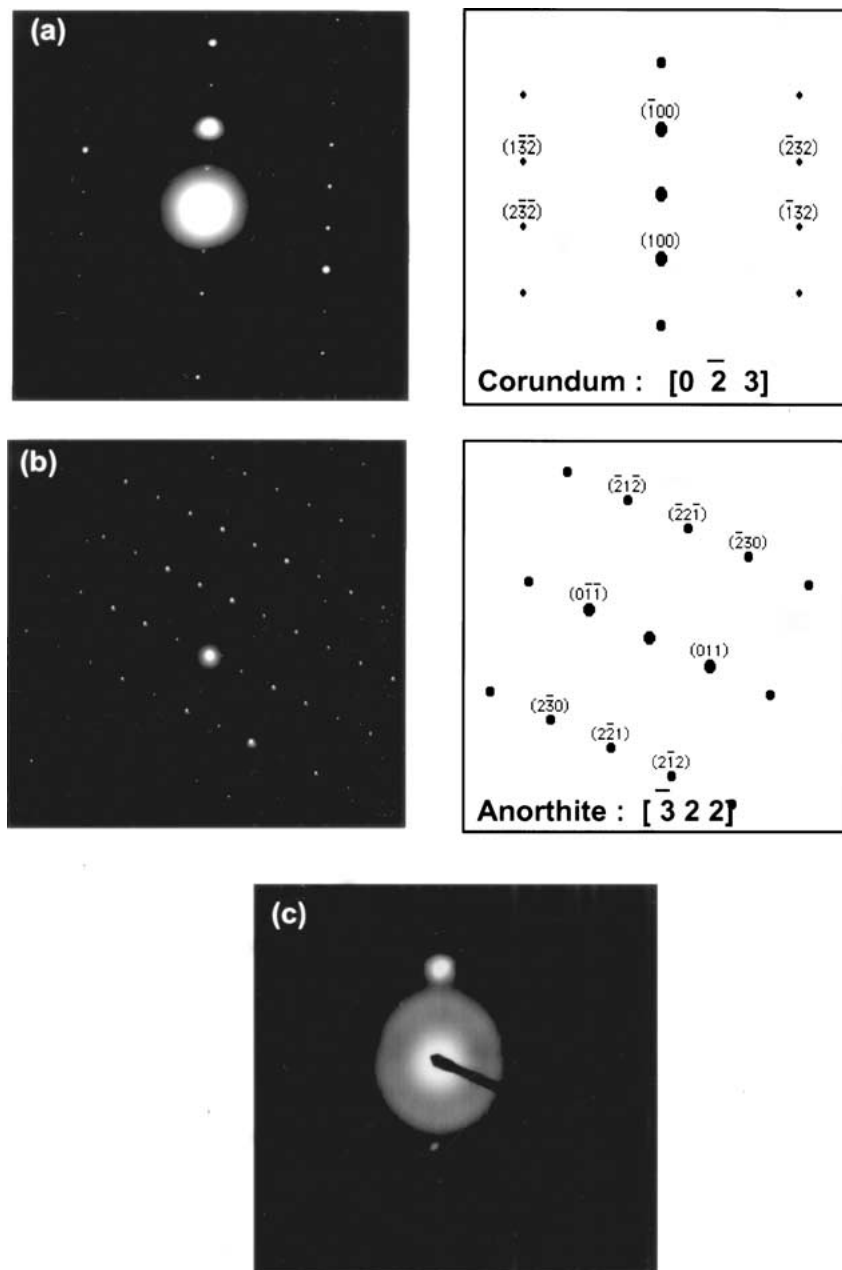 (a)
(1̄00)
(13̄2̄) (2̄32)
(23̄2̄) (1̄32)
(100)
Corundum : [0 2̄ 3]
(b)
(2̄12̄)
(2̄21̄)
(2̄30)
(01̄1̄)
(011)
(23̄0)
(22̄1)
(21̄2)
Anorthite : [3̄ 2 2]
(c)